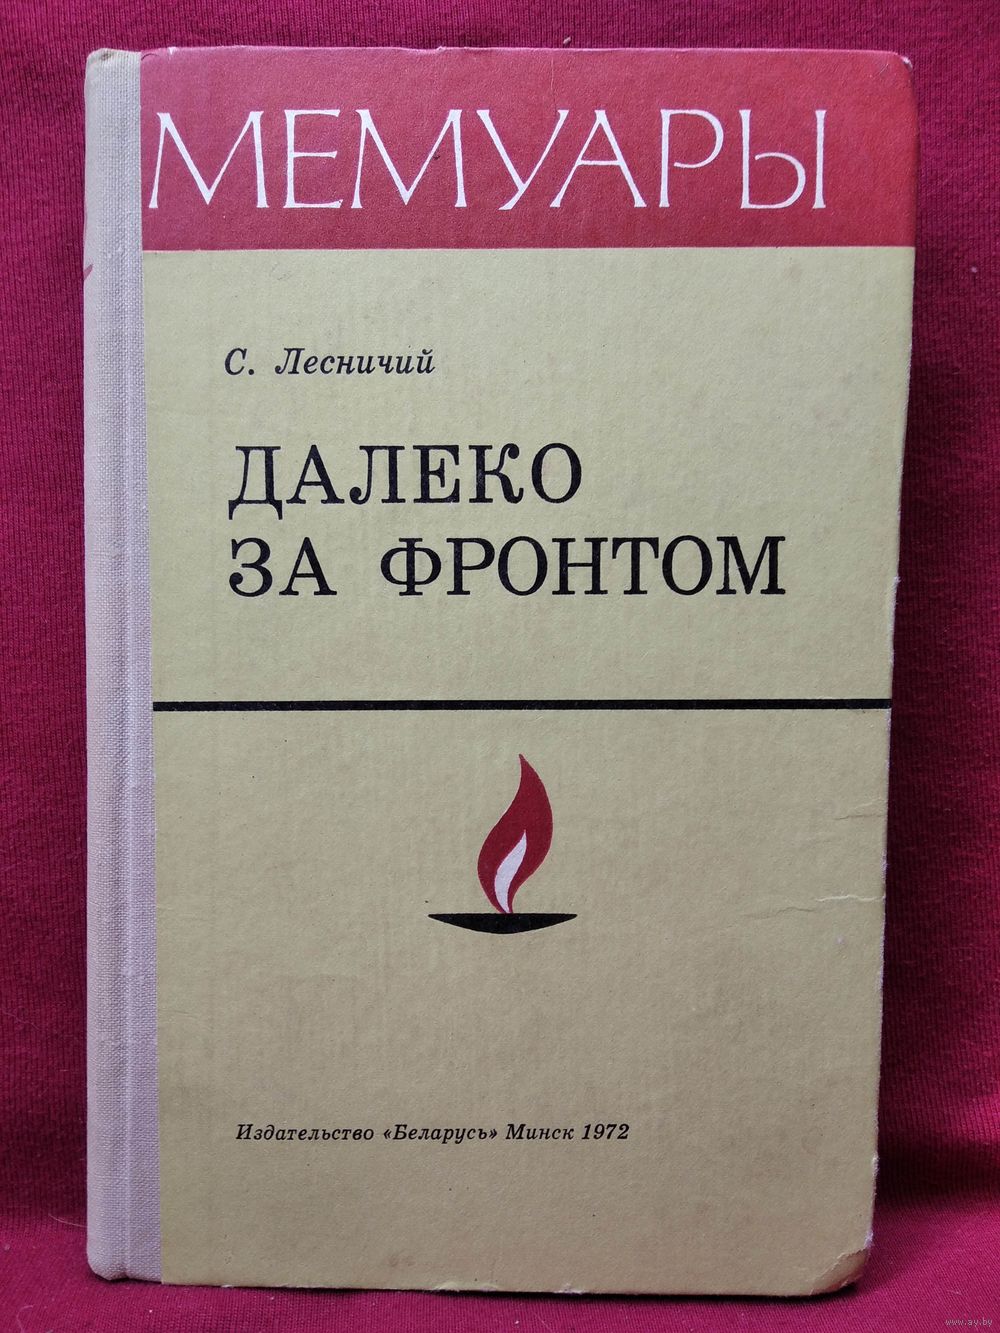 МЕМУАРЫ
С. Лесничий
ДАЛЕКО
ЗА ФРОНТОМ
Издательство «Беларусь» Минск 1972
www.ay.by